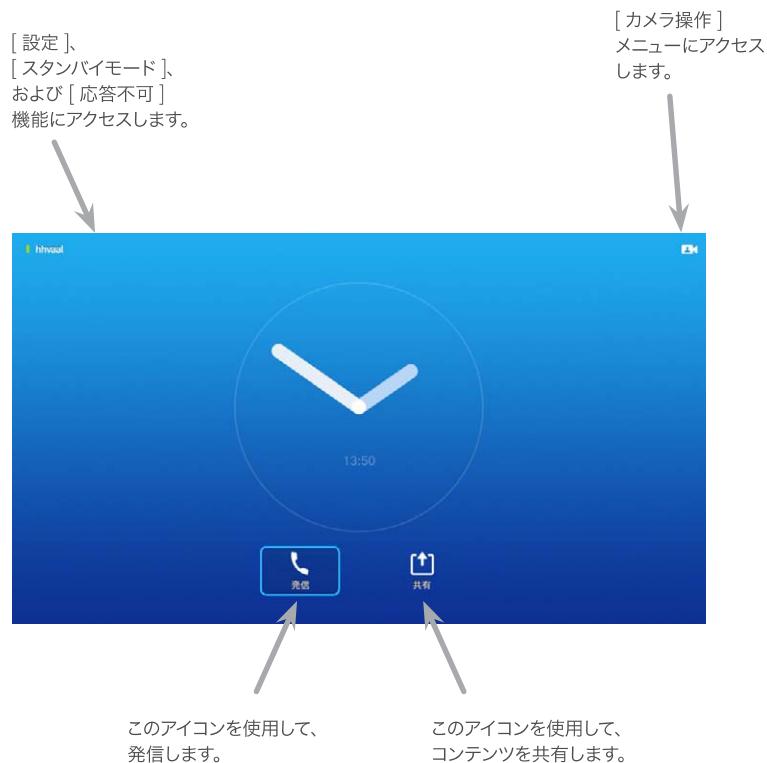 [ 設定 ]、
[ スタンバイモード ]、
および [ 応答不可 ]
機能にアクセスします。
[ カメラ操作 ]
メニューにアクセス
します。
hhvaal
13:50
発信
共有
このアイコンを使用して、
発信します。
このアイコンを使用して、
コンテンツを共有します。